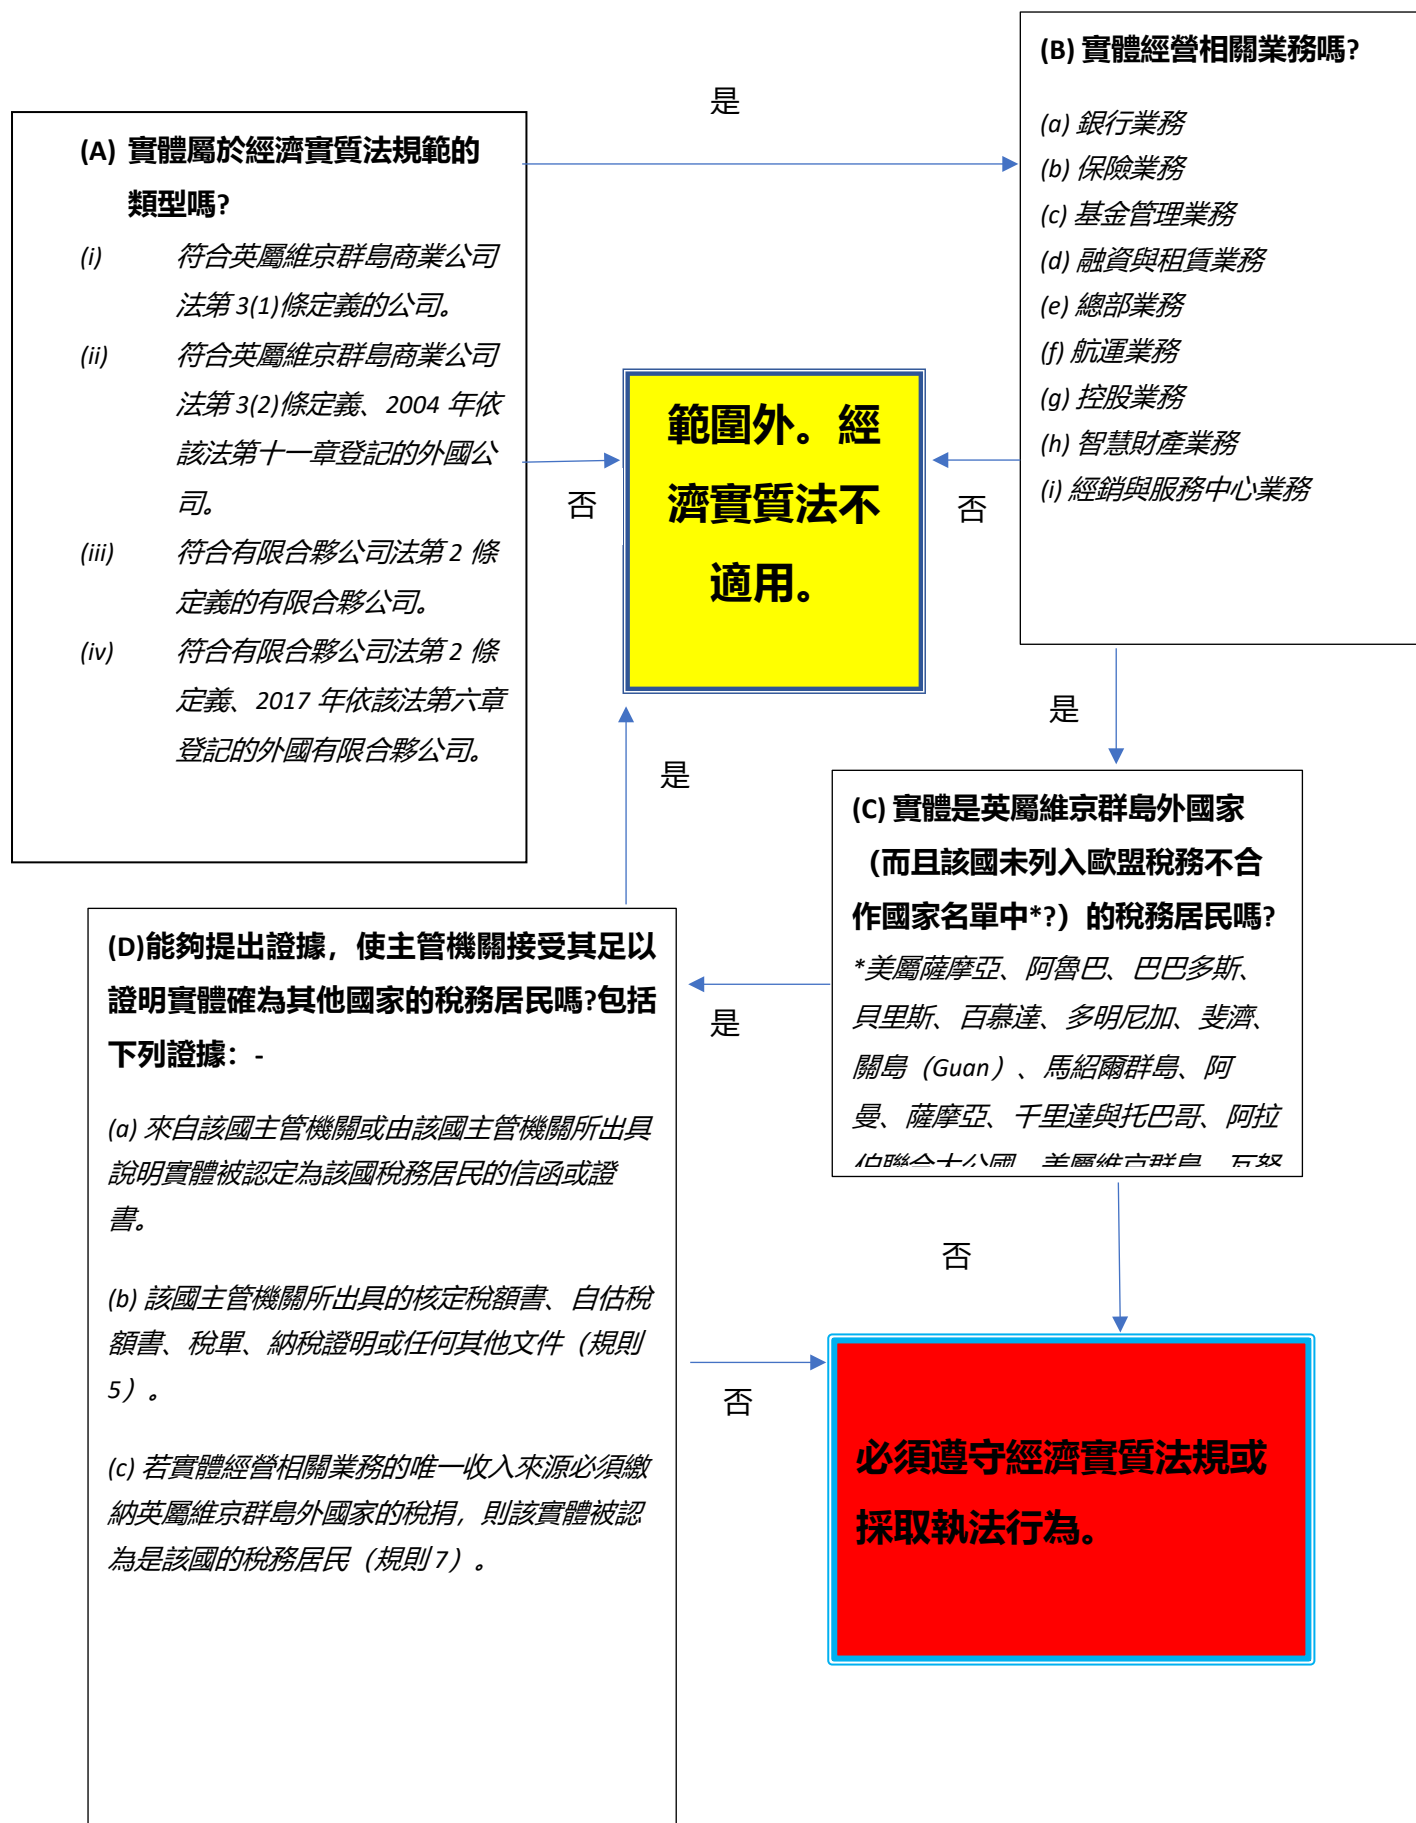 (A) 實體屬於經濟實質法規範的
類型嗎?
(i) 符合英屬維京群島商業公司
法第 3(1)條定義的公司。
(ii) 符合英屬維京群島商業公司
法第 3(2)條定義、2004 年依
該法第十一章登記的外國公
司。
(iii) 符合有限合夥公司法第 2 條
定義的有限合夥公司。
(iv) 符合有限合夥公司法第 2 條
定義、2017 年依該法第六章
登記的外國有限合夥公司。
是
(B) 實體經營相關業務嗎?
(a) 銀行業務
(b) 保險業務
(c) 基金管理業務
(d) 融資與租賃業務
(e) 總部業務
(f) 航運業務
(g) 控股業務
(h) 智慧財產業務
(i) 經銷與服務中心業務
否
範圍外。經
濟實質法不
適用。
否
是
是
(C) 實體是英屬維京群島外國家
（而且該國未列入歐盟稅務不合
作國家名單中*?）的稅務居民嗎?
*美屬薩摩亞、阿魯巴、巴巴多斯、
貝里斯、百慕達、多明尼加、斐濟、
關島（Guan）、馬紹爾群島、阿
曼、薩摩亞、千里達與托巴哥、阿拉
伯聯合大公國、美屬維京群島、瓦努
是
(D)能夠提出證據，使主管機關接受其足以
證明實體確為其他國家的稅務居民嗎?包括
下列證據：-
(a) 來自該國主管機關或由該國主管機關所出具
說明實體被認定為該國稅務居民的信函或證
書。
(b) 該國主管機關所出具的核定稅額書、自估稅
額書、稅單、納稅證明或任何其他文件（規則
5）。
(c) 若實體經營相關業務的唯一收入來源必須繳
納英屬維京群島外國家的稅捐，則該實體被認
為是該國的稅務居民（規則 7）。
否
否
必須遵守經濟實質法規或
採取執法行為。